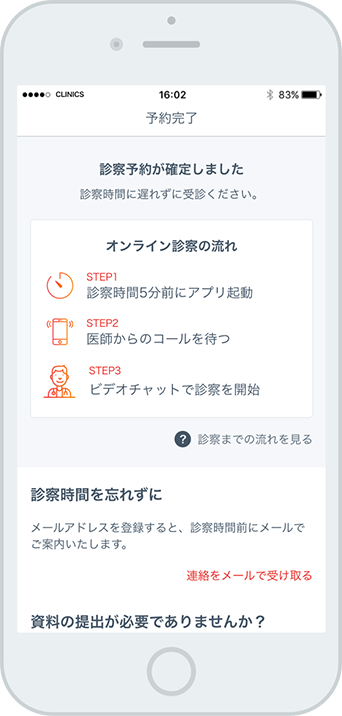 CLINICS 16:02 83%
予約完了
診察予約が確定しました
診察時間に遅れずに受診ください。
オンライン診察の流れ
STEP1
診察時間5分前にアプリ起動
STEP2
医師からのコールを待つ
STEP3
ビデオチャットで診察を開始
? 診察までの流れを見る
診察時間を忘れずに
メールアドレスを登録すると、診察時間前にメールで
ご案内いたします。
連絡をメールで受け取る
資料の提出が必要でありませんか？